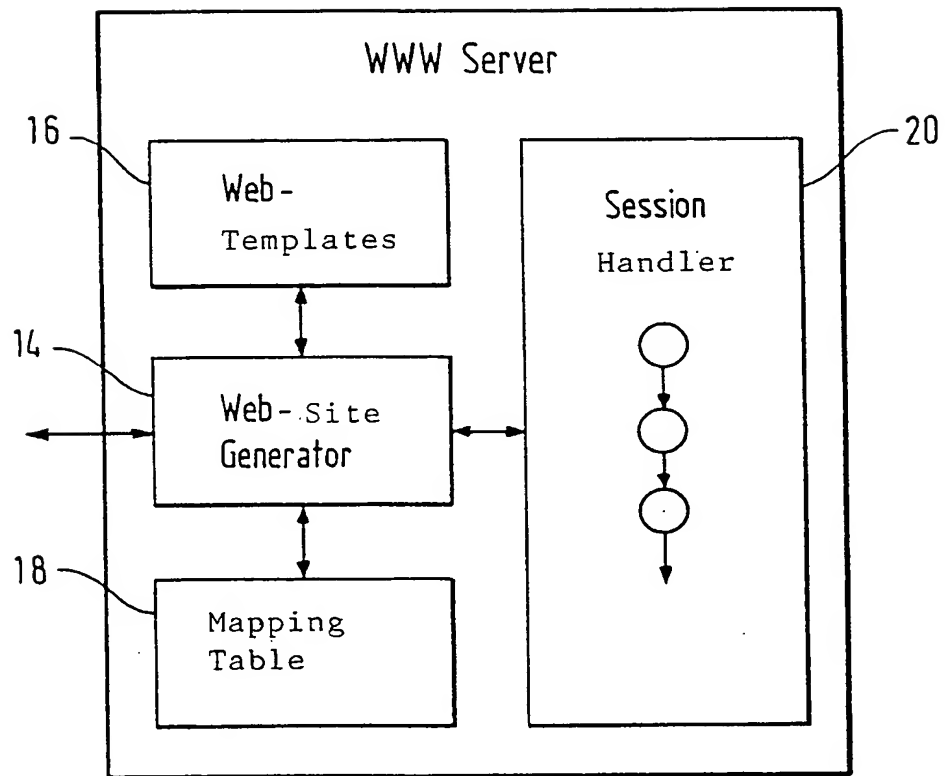 WWW Server
16
20
Web-
Templates
Session
Handler
14
Web-Site
Generator
18
Mapping
Table